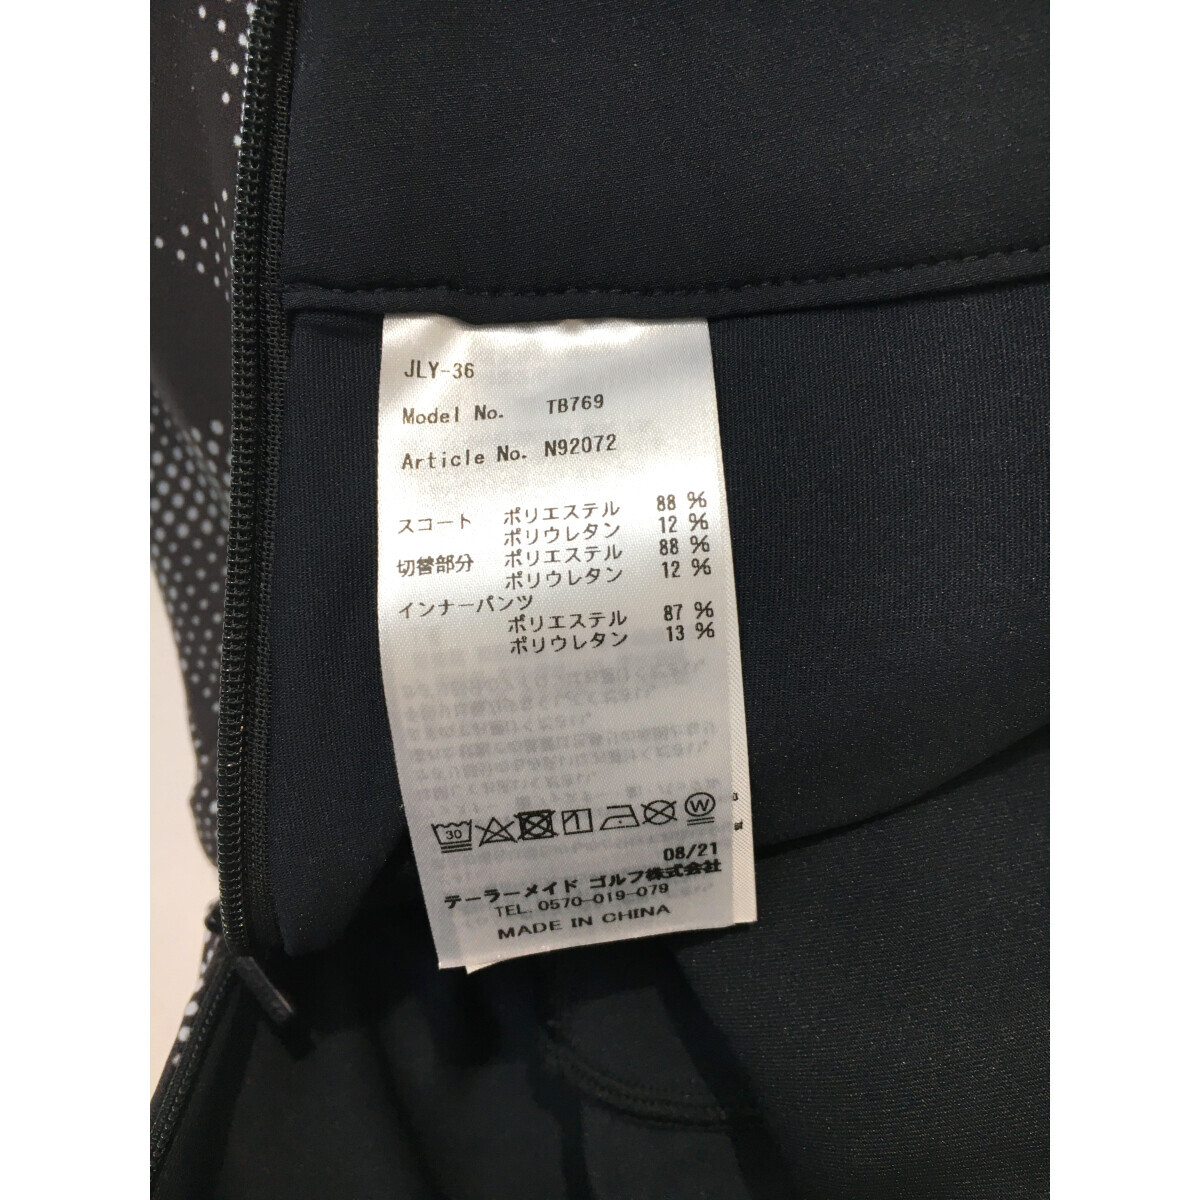 JLY-36
Model No. TB769
Article No. N92072
スコート ポリエステル 88 %
ポリウレタン 12 %
切替部分 ポリエステル 88 %
ポリウレタン 12 %
インナーパンツ
ポリエステル 87 %
ポリウレタン 13 %
30 W
08/21
テーラーメイド ゴルフ株式会社
TEL. 0570-019-079
MADE IN CHINA